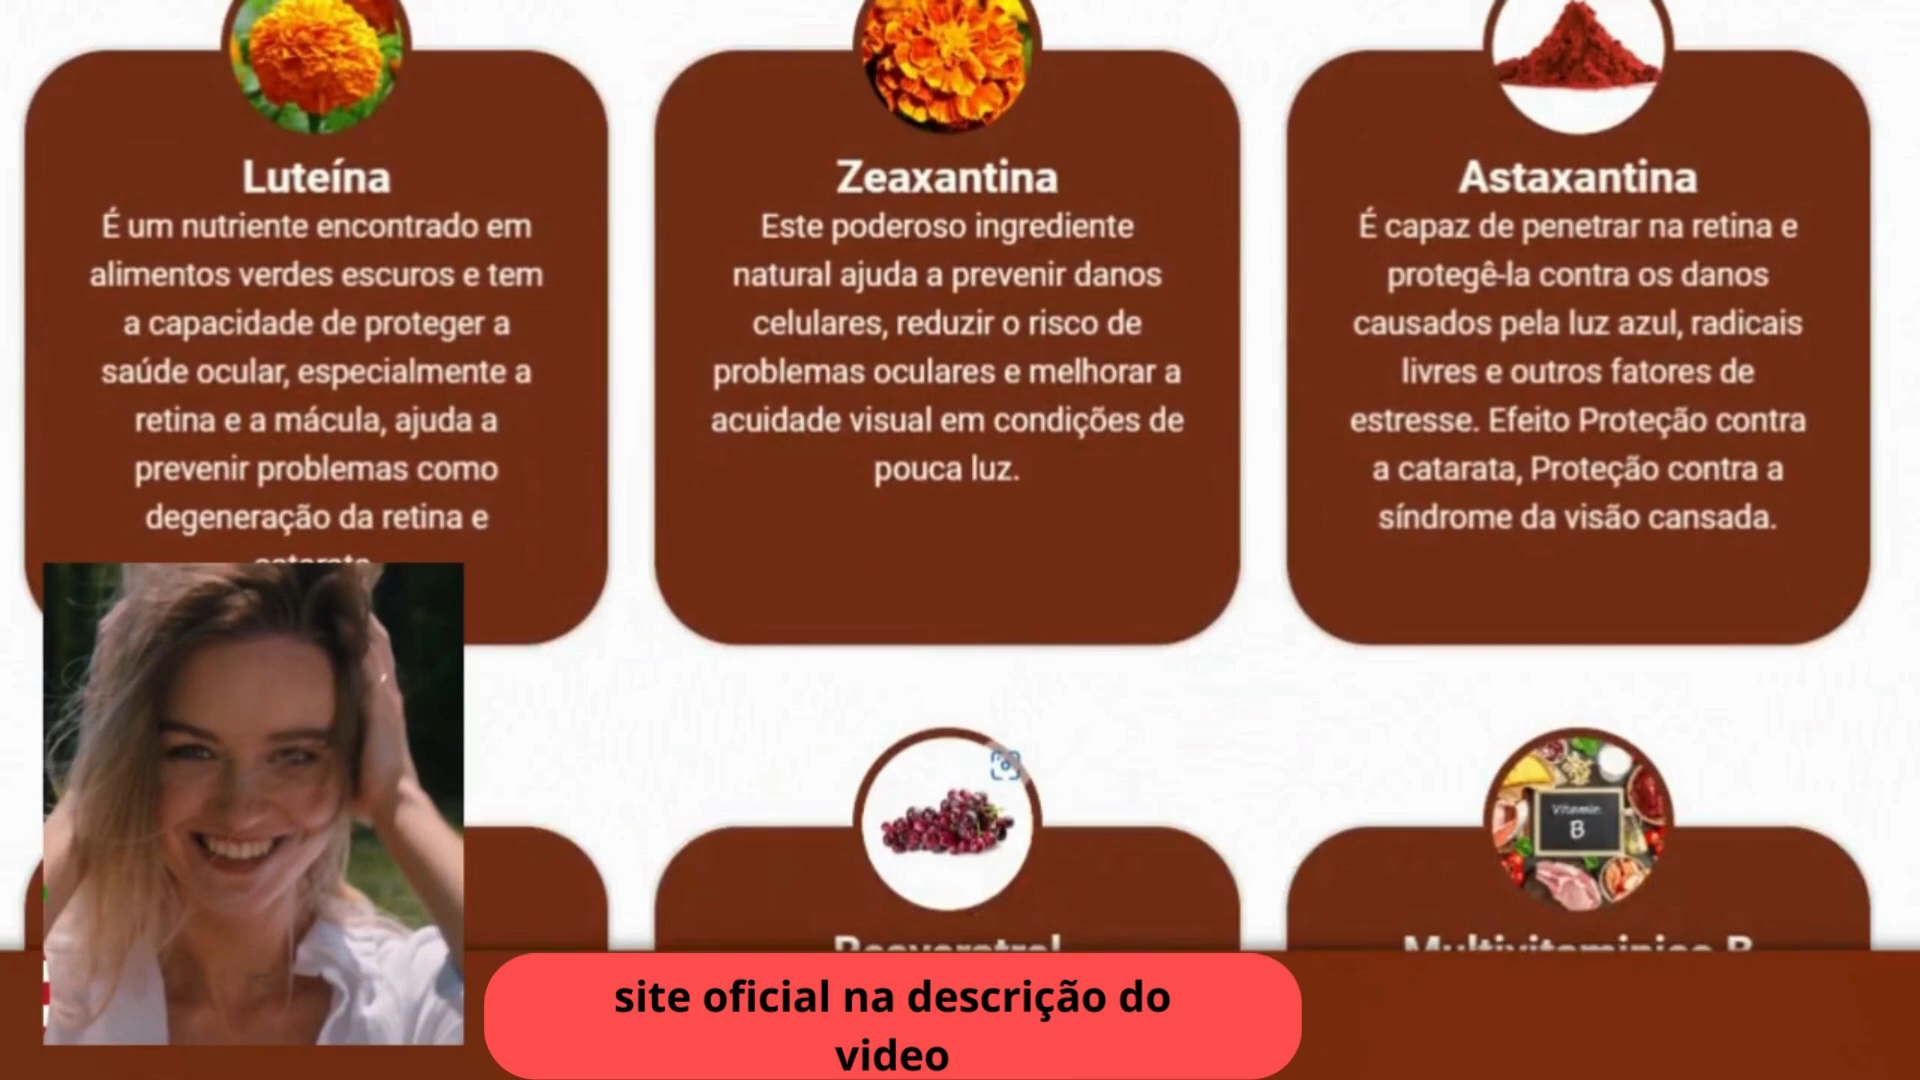 Luteína
É um nutriente encontrado em
alimentos verdes escuros e tem
a capacidade de proteger a
saúde ocular, especialmente a
retina e a mácula, ajuda a
prevenir problemas como
degeneração da retina e
Zeaxantina
Este poderoso ingrediente
natural ajuda a prevenir danos
celulares, reduzir o risco de
problemas oculares e melhorar a
acuidade visual em condições de
pouca luz.
Astaxantina
É capaz de penetrar na retina e
protegê-la contra os danos
causados pela luz azul, radicais
livres e outros fatores de
estresse. Efeito Proteção contra
a catarata, Proteção contra a
síndrome da visão cansada.
Vitamin
B
Resveratrol
site oficial na descrição do
video